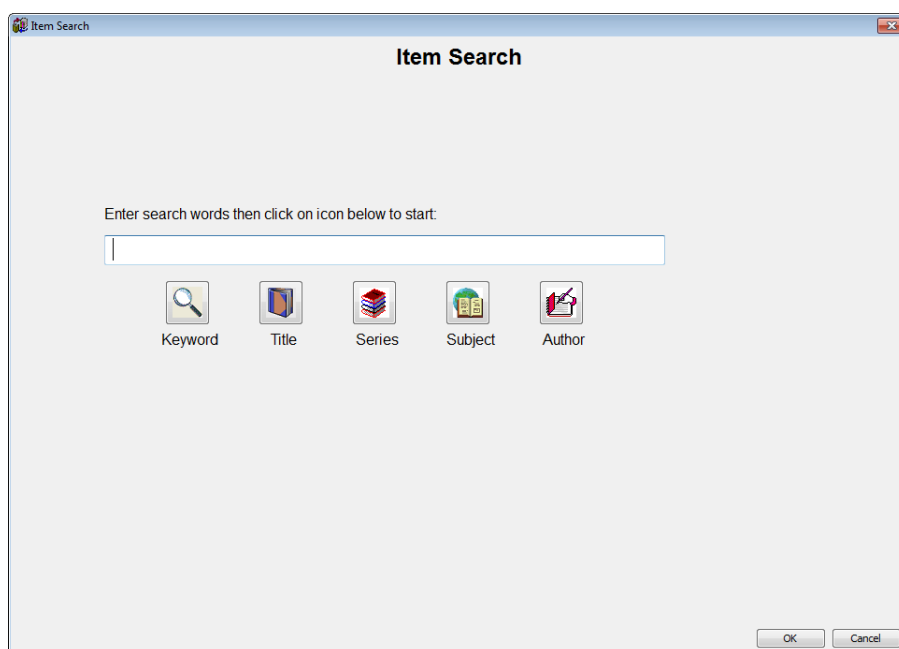 Item Search
Item Search
Enter search words then click on icon below to start:
Keyword Title Series Subject Author
OK Cancel